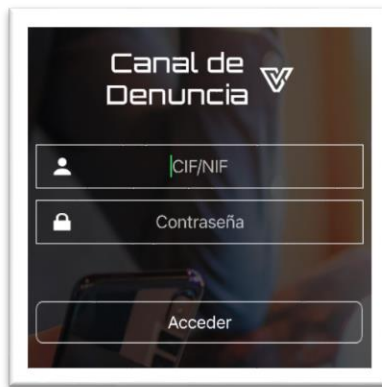 Canal de
Denuncia
CIF/NIF
Contraseña
Acceder